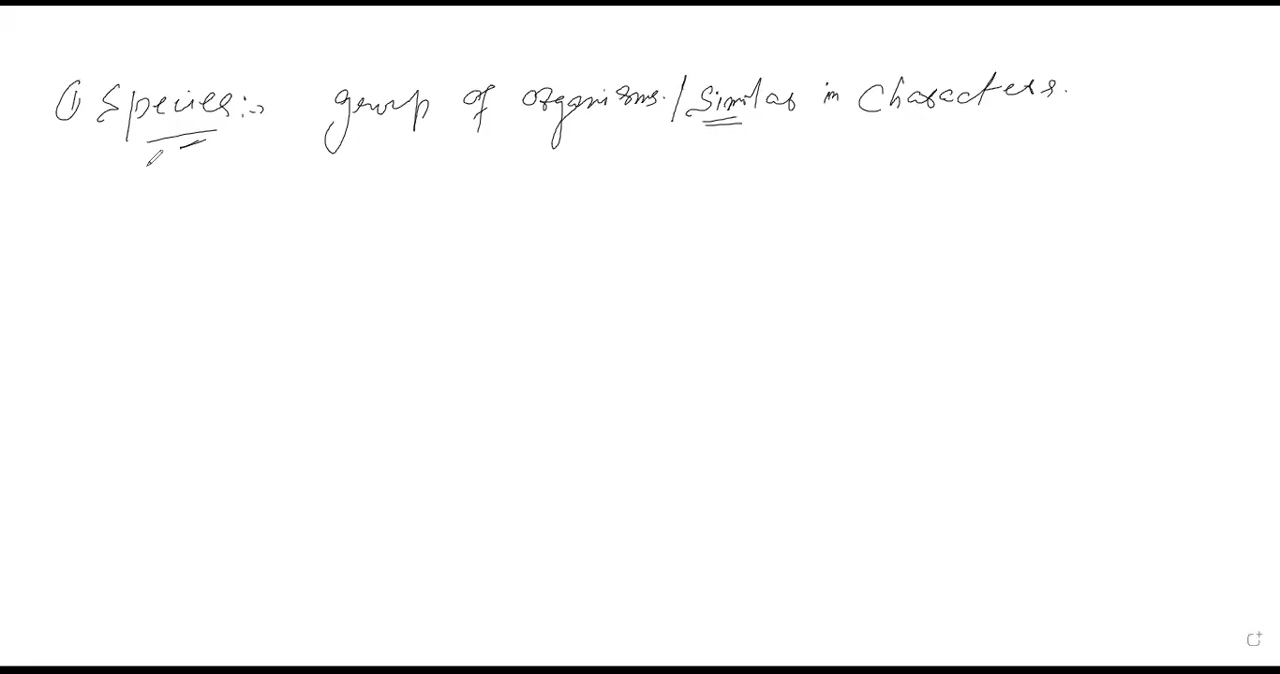 ① Species:- group of organisms./Similar in Characters.